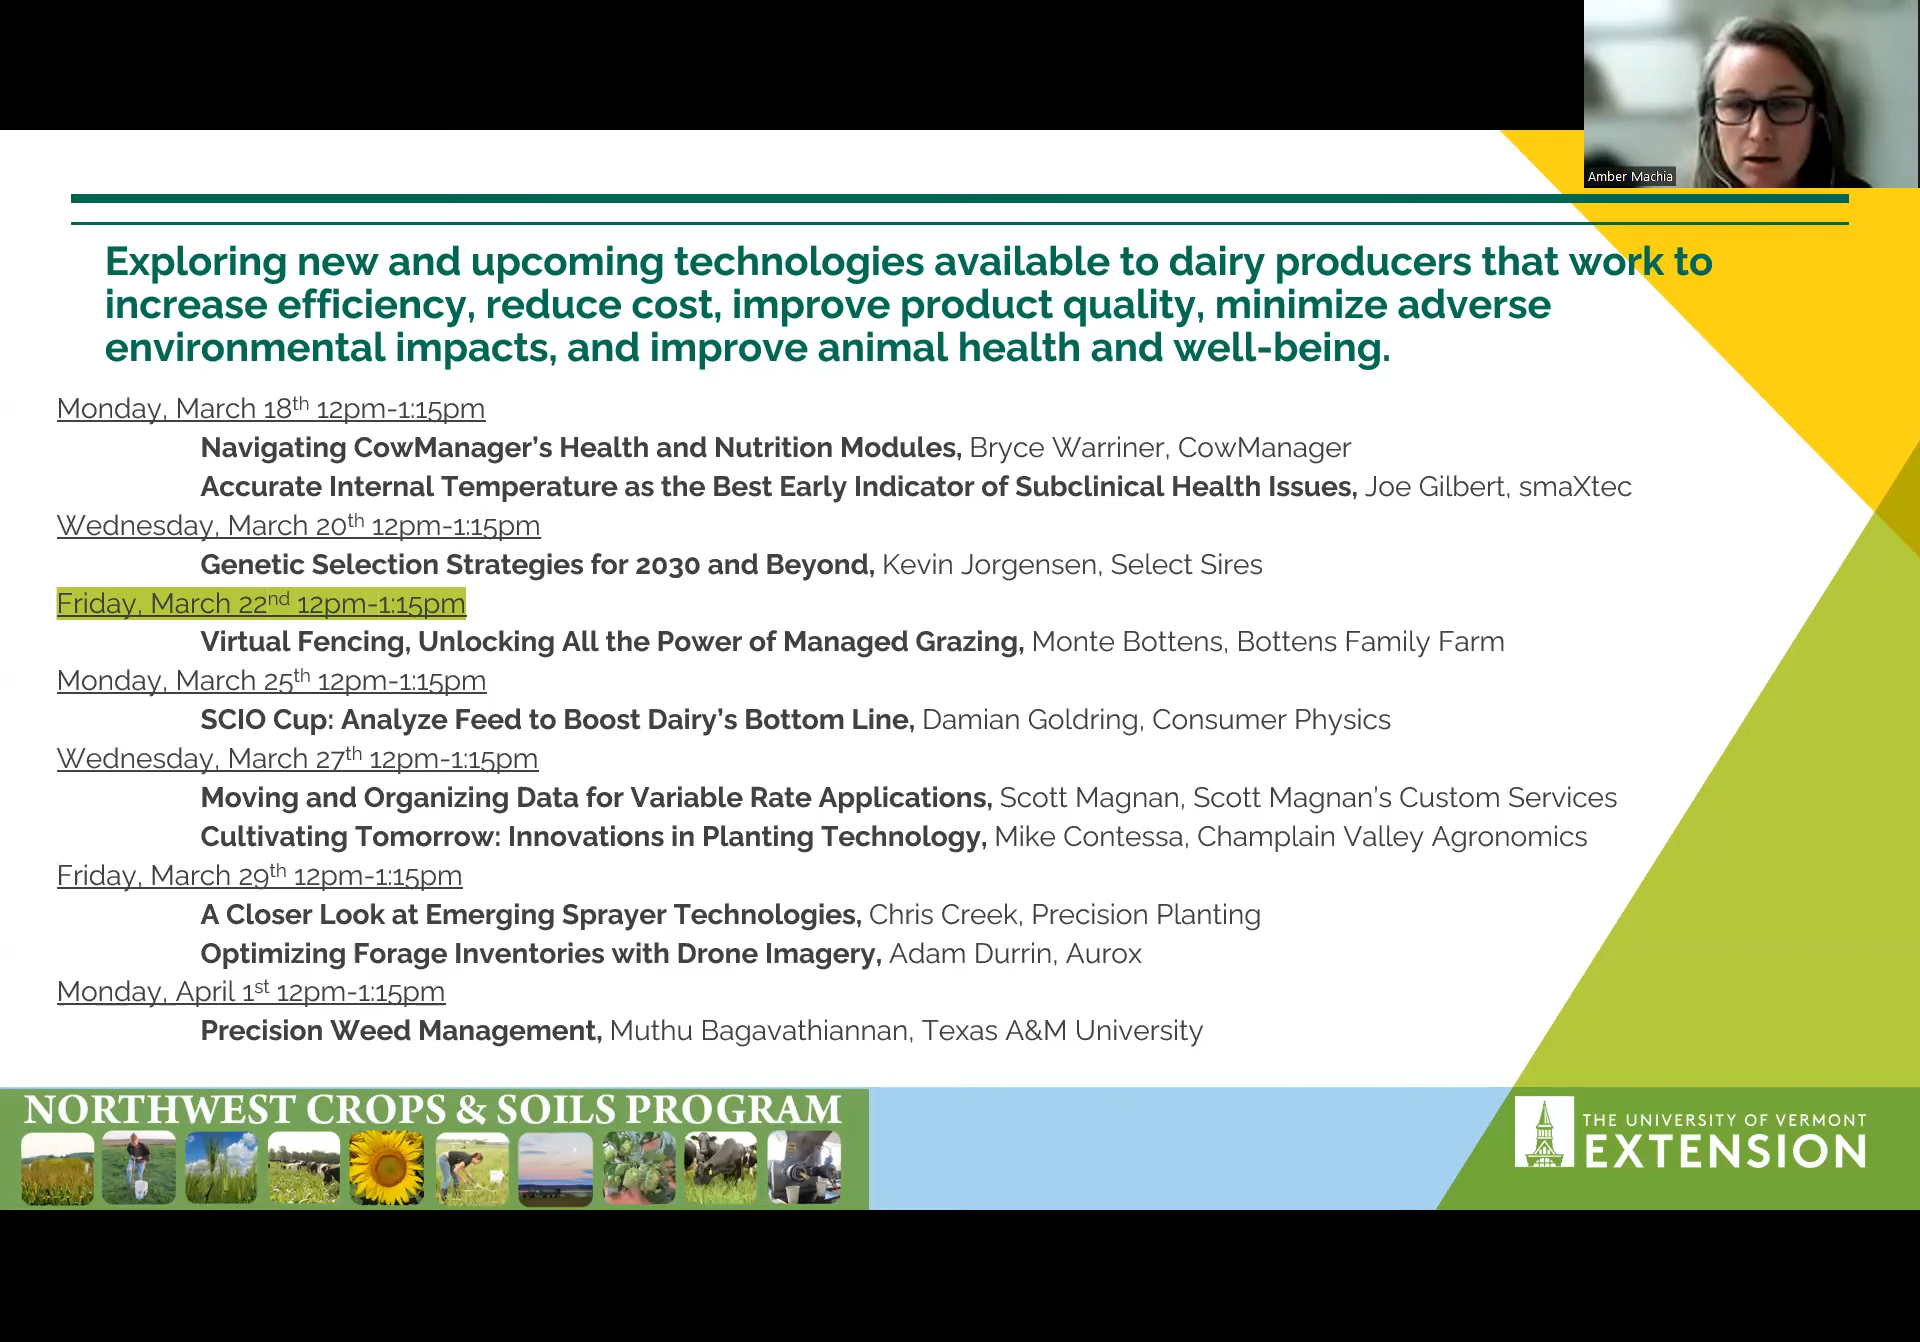 Amber Machia
Exploring new and upcoming technologies available to dairy producers that work to
increase efficiency, reduce cost, improve product quality, minimize adverse
environmental impacts, and improve animal health and well-being.
Monday, March 18th 12pm-1:15pm
Navigating CowManager's Health and Nutrition Modules, Bryce Warriner, CowManager
Accurate Internal Temperature as the Best Early Indicator of Subclinical Health Issues, Joe Gilbert, smaXtec
Wednesday, March 20th 12pm-1:15pm
Genetic Selection Strategies for 2030 and Beyond, Kevin Jorgensen, Select Sires
Friday, March 22nd 12pm-1:15pm
Virtual Fencing, Unlocking All the Power of Managed Grazing, Monte Bottens, Bottens Family Farm
Monday, March 25th 12pm-1:15pm
SCIO Cup: Analyze Feed to Boost Dairy's Bottom Line, Damian Goldring, Consumer Physics
Wednesday, March 27th 12pm-1:15pm
Moving and Organizing Data for Variable Rate Applications, Scott Magnan, Scott Magnan's Custom Services
Cultivating Tomorrow: Innovations in Planting Technology, Mike Contessa, Champlain Valley Agronomics
Friday, March 29th 12pm-1:15pm
A Closer Look at Emerging Sprayer Technologies, Chris Creek, Precision Planting
Optimizing Forage Inventories with Drone Imagery, Adam Durrin, Aurox
Monday, April 1st 12pm-1:15pm
Precision Weed Management, Muthu Bagavathiannan, Texas A&M University
NORTHWEST CROPS & SOILS PROGRAM
THE UNIVERSITY OF VERMONT
EXTENSION